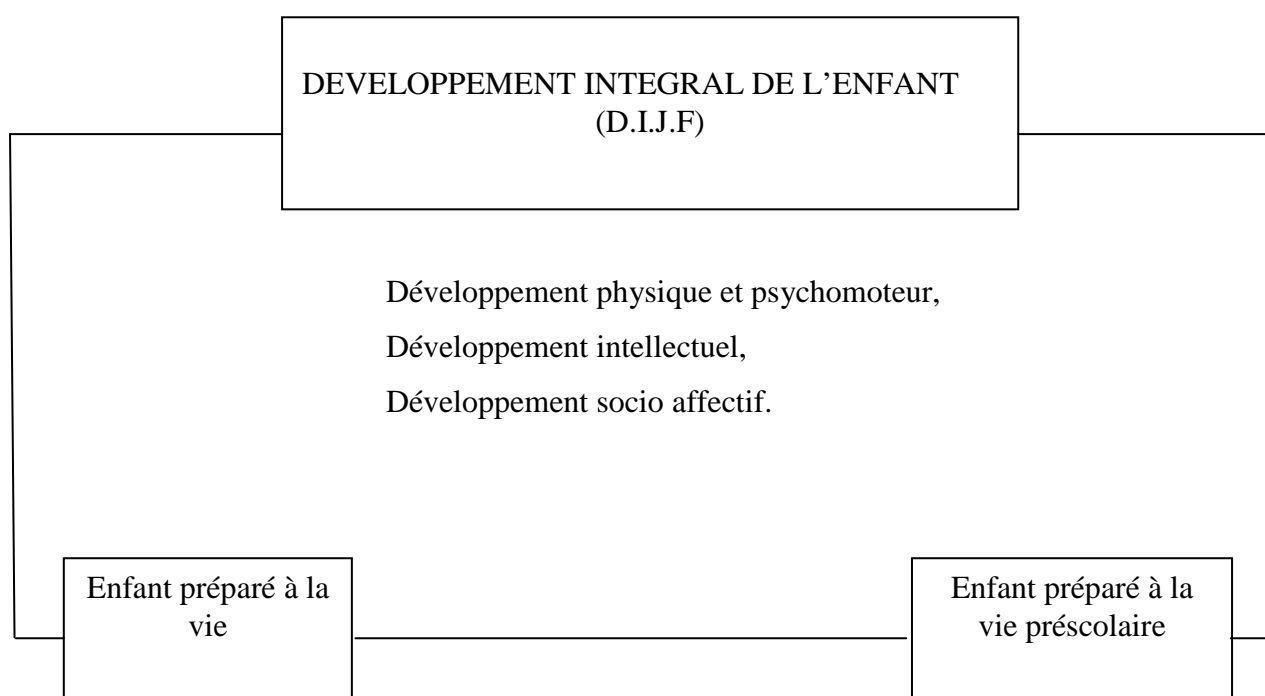 DEVELOPPEMENT INTEGRAL DE L’ENFANT
(D.I.J.F)
Développement physique et psychomoteur,
Développement intellectuel,
Développement socio affectif.
Enfant préparé à la
vie
Enfant préparé à la
vie préscolaire